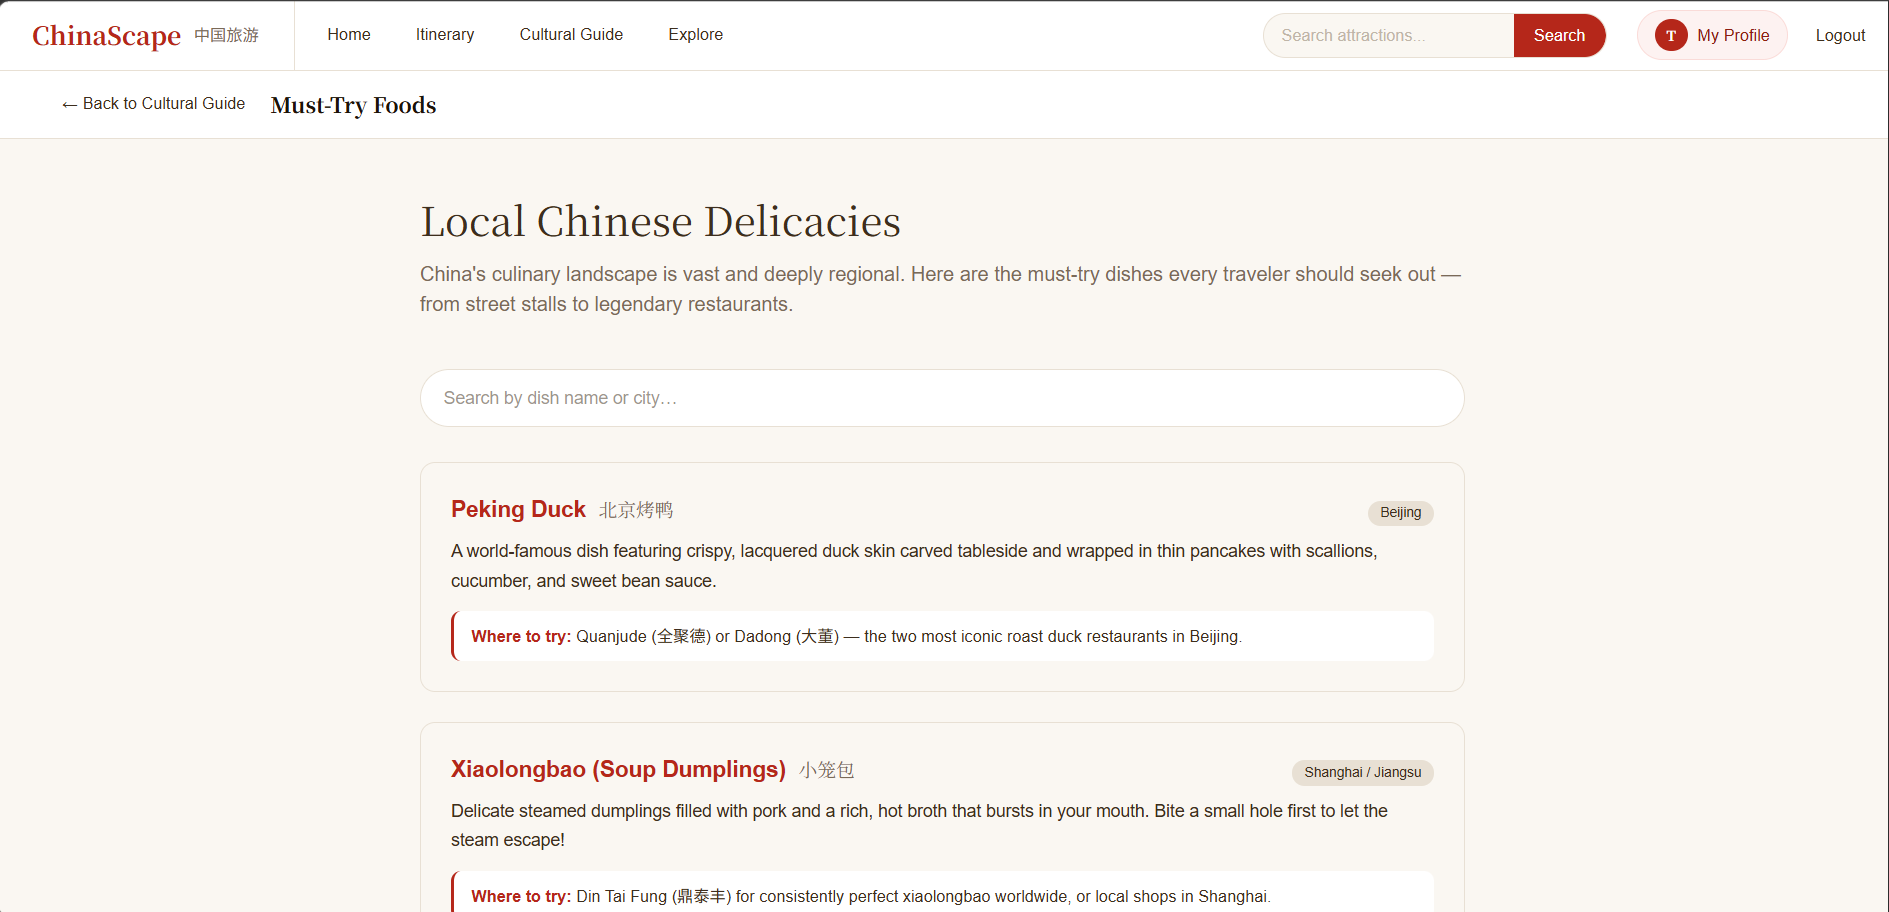 ChinaScape 中国旅游 Home Itinerary Cultural Guide Explore Search attractions... Search T My Profile Logout
← Back to Cultural Guide Must-Try Foods
Local Chinese Delicacies
China's culinary landscape is vast and deeply regional. Here are the must-try dishes every traveler should seek out —
from street stalls to legendary restaurants.
Search by dish name or city…
Peking Duck 北京烤鸭 Beijing
A world-famous dish featuring crispy, lacquered duck skin carved tableside and wrapped in thin pancakes with scallions,
cucumber, and sweet bean sauce.
Where to try: Quanjude (全聚德) or Dadong (大董) — the two most iconic roast duck restaurants in Beijing.
Xiaolongbao (Soup Dumplings) 小笼包 Shanghai / Jiangsu
Delicate steamed dumplings filled with pork and a rich, hot broth that bursts in your mouth. Bite a small hole first to let the
steam escape!
Where to try: Din Tai Fung (鼎泰丰) for consistently perfect xiaolongbao worldwide, or local shops in Shanghai.